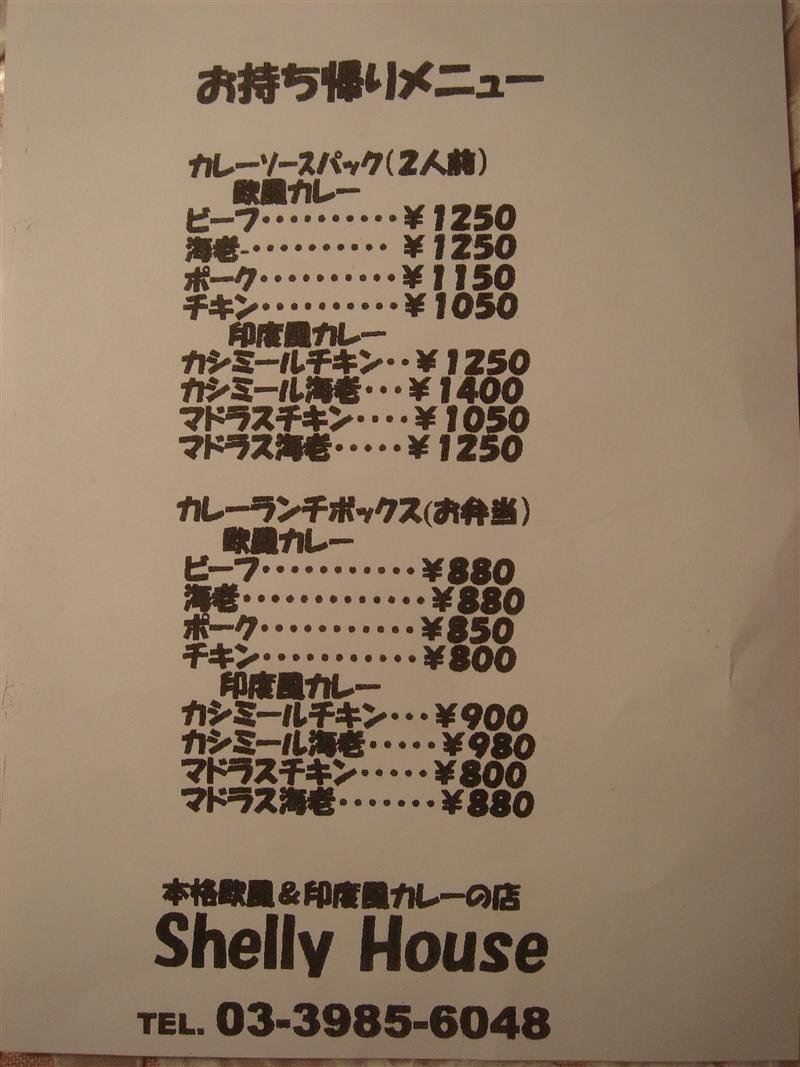 お持ち帰りメニュー
カレーソースパック(2人前)
欧風カレー
ビーフ··········¥1250
海老-·········· ¥1250
ポーク··········¥1150
チキン··········¥1050
印度風カレー
カシミールチキン··¥1250
カシミール海老···¥1400
マドラスチキン····¥1050
マドラス海老·····¥1250
カレーランチボックス(お弁当)
欧風カレー
ビーフ···········¥880
海老·············¥880
ポーク···········¥850
チキン···········¥800
印度風カレー
カシミールチキン···¥900
カシミール海老·····¥980
マドラスチキン·····¥800
マドラス海老·······¥880
本格欧風&印度風カレーの店
Shelly House
TEL. 03-3985-6048